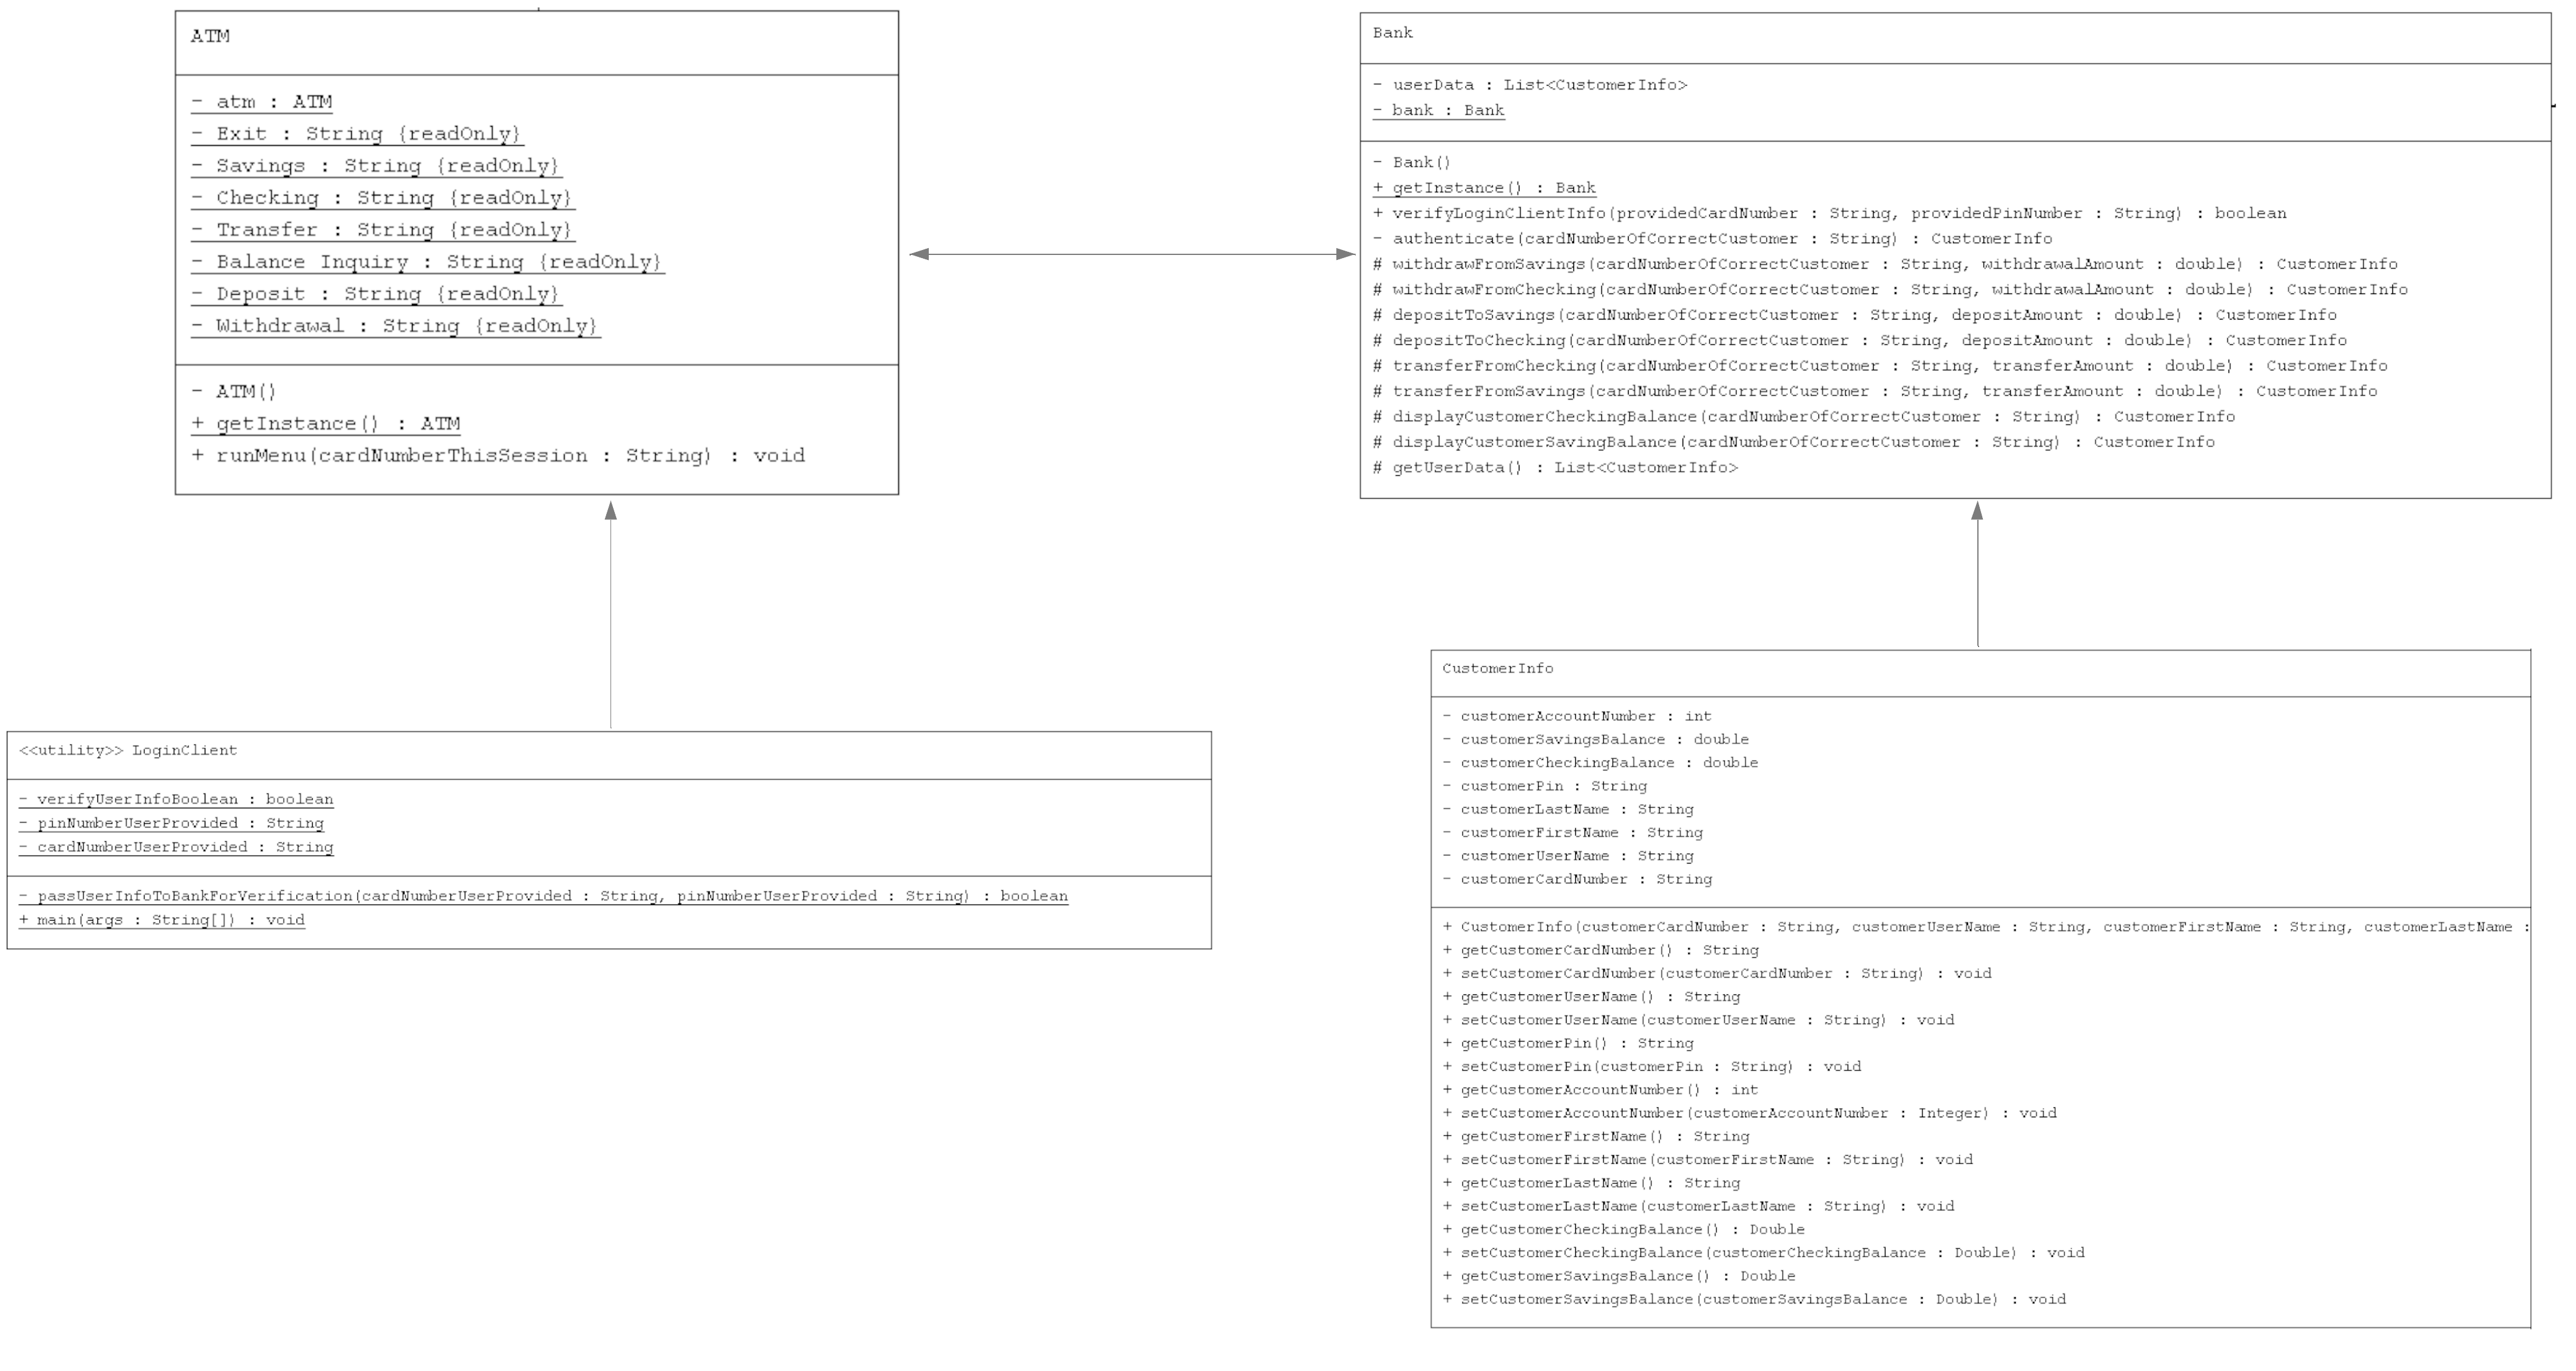 ATM
- atm : ATM
- Exit : String {readOnly}
- Savings : String {readOnly}
- Checking : String {readOnly}
- Transfer : String {readOnly}
- Balance Inquiry : String {readOnly}
- Deposit : String {readOnly}
- Withdrawal : String {readOnly}
- ATM()
+ getInstance() : ATM
+ runMenu(cardNumberThisSession : String) : void
Bank
- userData : List<CustomerInfo>
- bank : Bank
- Bank()
+ getInstance() : Bank
+ verifyLoginClientInfo(providedCardNumber : String, providedPinNumber : String) : boolean
- authenticate(cardNumberOfCorrectCustomer : String) : CustomerInfo
# withdrawFromSavings(cardNumberOfCorrectCustomer : String, withdrawalAmount : double) : CustomerInfo
# withdrawFromChecking(cardNumberOfCorrectCustomer : String, withdrawalAmount : double) : CustomerInfo
# depositToSavings(cardNumberOfCorrectCustomer : String, depositAmount : double) : CustomerInfo
# depositToChecking(cardNumberOfCorrectCustomer : String, depositAmount : double) : CustomerInfo
# transferFromChecking(cardNumberOfCorrectCustomer : String, transferAmount : double) : CustomerInfo
# transferFromSavings(cardNumberOfCorrectCustomer : String, transferAmount : double) : CustomerInfo
# displayCustomerCheckingBalance(cardNumberOfCorrectCustomer : String) : CustomerInfo
# displayCustomerSavingBalance(cardNumberOfCorrectCustomer : String) : CustomerInfo
# getUserData() : List<CustomerInfo>
<<utility>> LoginClient
- verifyUserInfoBoolean : boolean
- pinNumberUserProvided : String
- cardNumberUserProvided : String
- passUserInfoToBankForVerification(cardNumberUserProvided : String, pinNumberUserProvided : String) : boolean
+ main(args : String[]) : void
CustomerInfo
- customerAccountNumber : int
- customerSavingsBalance : double
- customerCheckingBalance : double
- customerPin : String
- customerLastName : String
- customerFirstName : String
- customerUserName : String
- customerCardNumber : String
+ CustomerInfo(customerCardNumber : String, customerUserName : String, customerFirstName : String, customerLastName :
+ getCustomerCardNumber() : String
+ setCustomerCardNumber(customerCardNumber : String) : void
+ getCustomerUserName() : String
+ setCustomerUserName(customerUserName : String) : void
+ getCustomerPin() : String
+ setCustomerPin(customerPin : String) : void
+ getCustomerAccountNumber() : int
+ setCustomerAccountNumber(customerAccountNumber : Integer) : void
+ getCustomerFirstName() : String
+ setCustomerFirstName(customerFirstName : String) : void
+ getCustomerLastName() : String
+ setCustomerLastName(customerLastName : String) : void
+ getCustomerCheckingBalance() : Double
+ setCustomerCheckingBalance(customerCheckingBalance : Double) : void
+ getCustomerSavingsBalance() : Double
+ setCustomerSavingsBalance(customerSavingsBalance : Double) : void